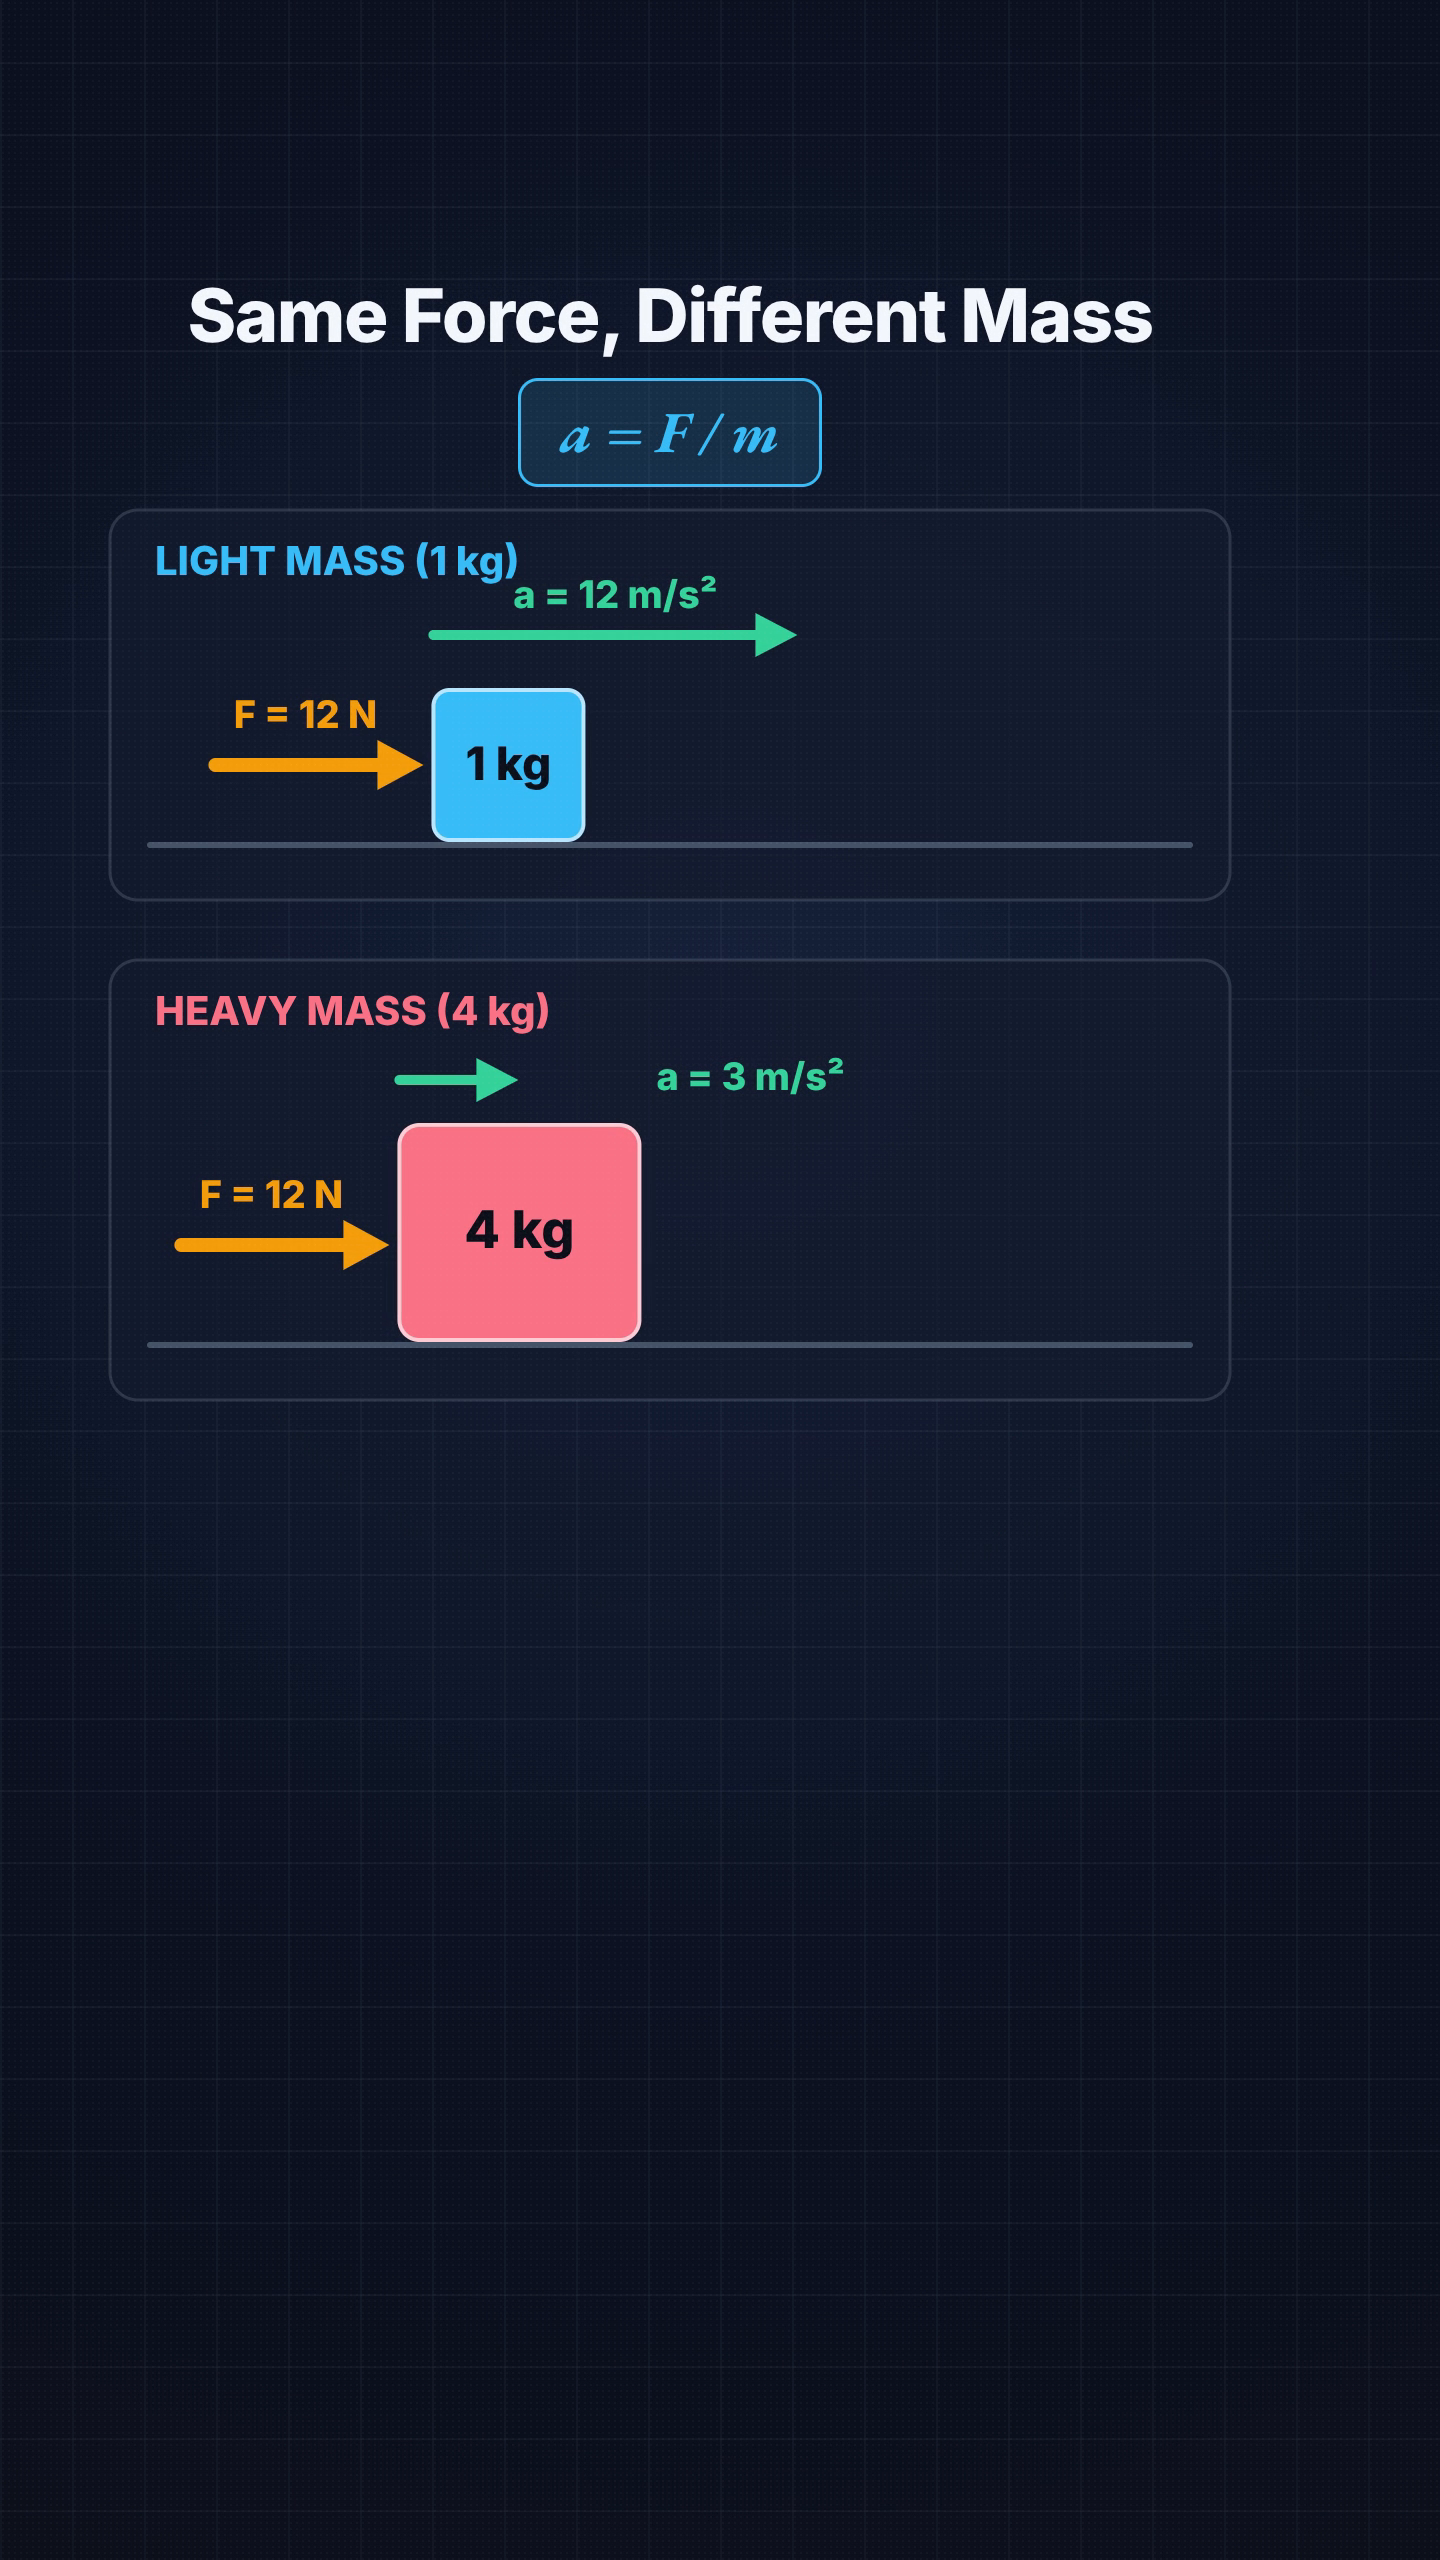 Same Force, Different Mass
a = F / m
LIGHT MASS (1 kg)
a = 12 m/s²
F = 12 N
1 kg
HEAVY MASS (4 kg)
a = 3 m/s²
F = 12 N
4 kg